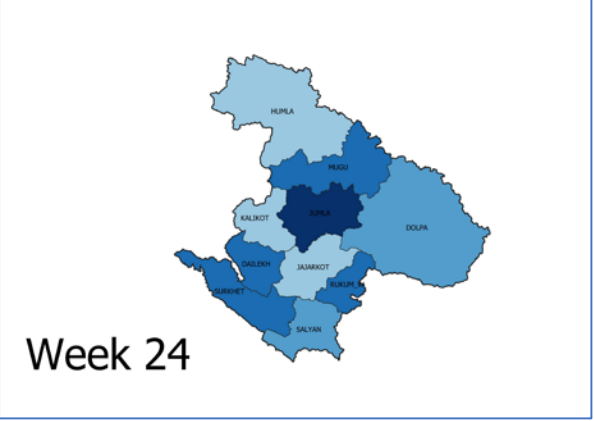 HUMLA
MUGU
JUMLA
KALIKOT
DOLPA
DAILEKH
JAJARKOT
RUKUM_W
SURKHET
SALYAN
Week 24